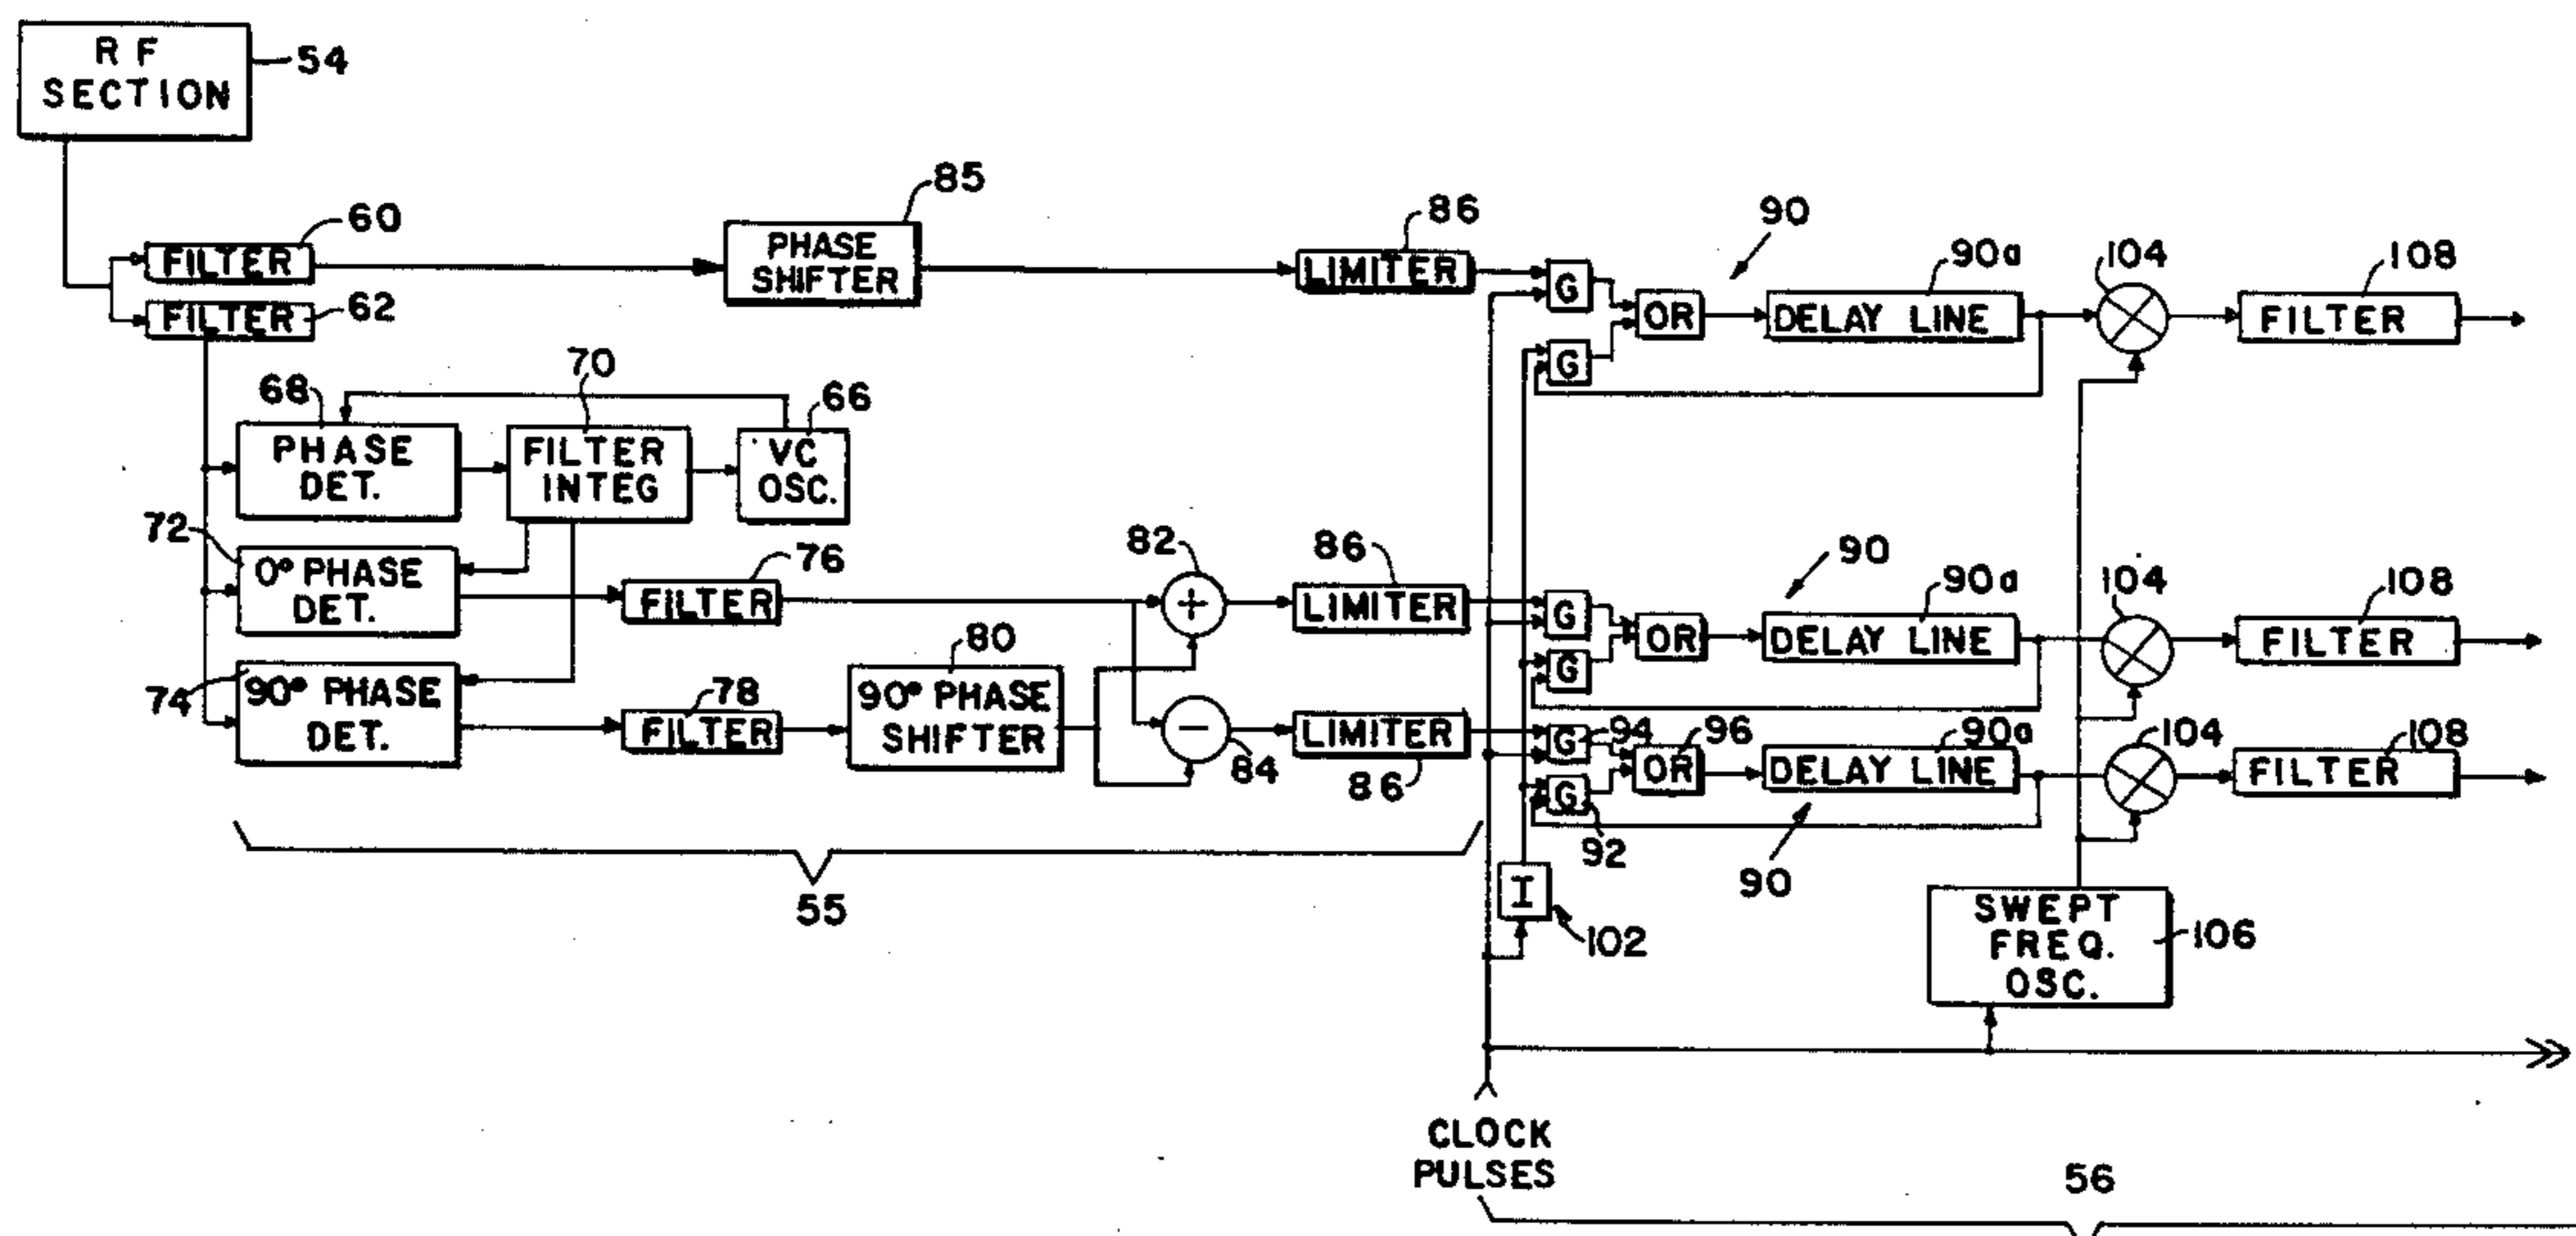 R F
SECTION
54
85
60
PHASE
SHIFTER
FILTER
86
LIMITER
90
90a
104
108
G
OR
DELAY LINE
FILTER
FILTER
62
G
68
70
66
PHASE
DET.
FILTER
INTEG
VC
OSC.
72
0° PHASE
DET.
76
FILTER
82
+
86
LIMITER
90
90a
104
108
G
OR
DELAY LINE
FILTER
G
74
90° PHASE
DET.
78
FILTER
80
90° PHASE
SHIFTER
−
84
LIMITER
86
G
94
96
OR
90a
DELAY LINE
104
108
FILTER
G
92
90
55
I
102
SWEPT
FREQ.
OSC.
106
CLOCK
PULSES
56